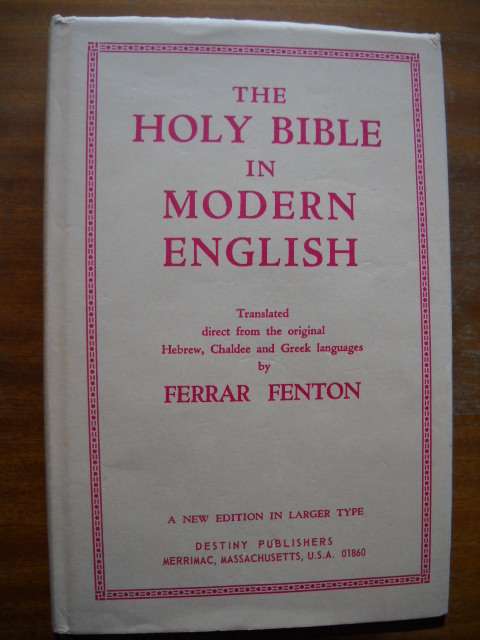 THE
HOLY BIBLE
IN
MODERN
ENGLISH
Translated
direct from the original
Hebrew, Chaldee and Greek languages
by
FERRAR FENTON
A NEW EDITION IN LARGER TYPE
DESTINY PUBLISHERS
MERRIMAC, MASSACHUSETTS, U.S.A. 01860